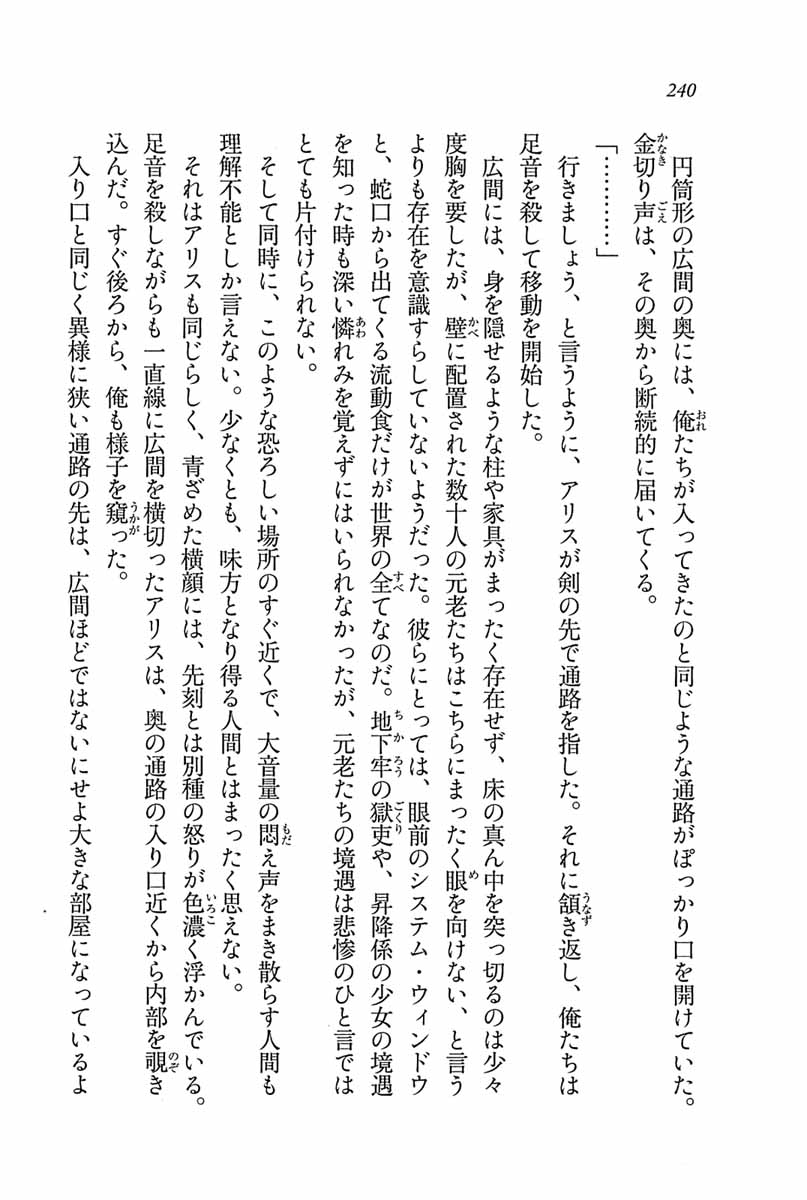 240
円筒形の広間の奥には、俺たちが入ってきたのと同じような通路がぽっかり口を開けていた。
金切り声は、その奥から断続的に届いてくる。
「…………」
行きましょう、と言うように、アリスが剣の先で通路を指した。それに頷き返し、俺たちは
足音を殺して移動を開始した。
広間には、身を隠せるような柱や家具がまったく存在せず、床の真ん中を突っ切るのは少々
度胸を要したが、壁に配置された数十人の元老たちはこちらにまったく眼を向けない、と言う
よりも存在を意識すらしていないようだった。彼らにとっては、眼前のシステム・ウィンドウ
と、蛇口から出てくる流動食だけが世界の全てなのだ。地下牢の獄吏や、昇降係の少女の境遇
を知った時も深い憐れみを覚えずにはいられなかったが、元老たちの境遇は悲惨のひと言では
とても片付けられない。
そして同時に、このような恐ろしい場所のすぐ近くで、大音量の悶え声をまき散らす人間も
理解不能としか言えない。少なくとも、味方となり得る人間とはまったく思えない。
それはアリスも同じらしく、青ざめた横顔には、先刻とは別種の怒りが色濃く浮かんでいる。
足音を殺しながらも一直線に広間を横切ったアリスは、奥の通路の入り口近くから内部を覗き
込んだ。すぐ後ろから、俺も様子を窺った。
入り口と同じく異様に狭い通路の先は、広間ほどではないにせよ大きな部屋になっているよ